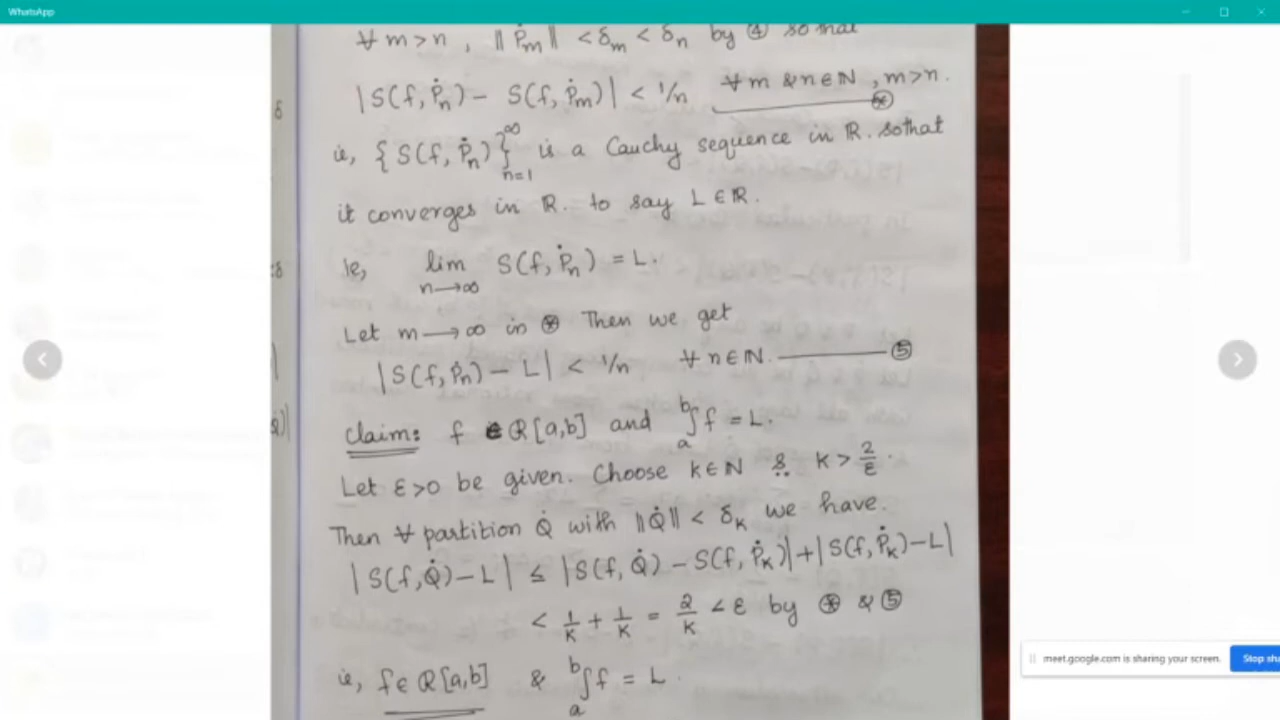 WhatsApp
∀ m>n , ||Ṗm|| < δm < δn by ④ so that
|S(f,Ṗn) - S(f,Ṗm)| < 1/n ∀ m & n∈ℕ, m>n. ⊛
ie, {S(f,Ṗn)}∞n=1 is a Cauchy sequence in ℝ. so that
it converges in ℝ. to say L∈ℝ.
ie, lim n→∞ S(f,Ṗn) = L.
Let m→∞ in ⊛ Then we get
|S(f,Ṗn) - L| < 1/n ∀ n∈ℕ. ⑤
Claim: f ∈ R[a,b] and ∫ab f = L.
Let ε>0 be given. Choose k∈ℕ & K > 2/ε.
Then ∀ partition Q̇ with ||Q̇|| < δK we have.
|S(f,Q̇) - L| ≤ |S(f,Q̇) - S(f,ṖK)| + |S(f,ṖK) - L|
< 1/K + 1/K = 2/K < ε by ⊛ & ⑤
ie, f∈R[a,b] & ∫ab f = L.
meet.google.com is sharing your screen.
Stop sha